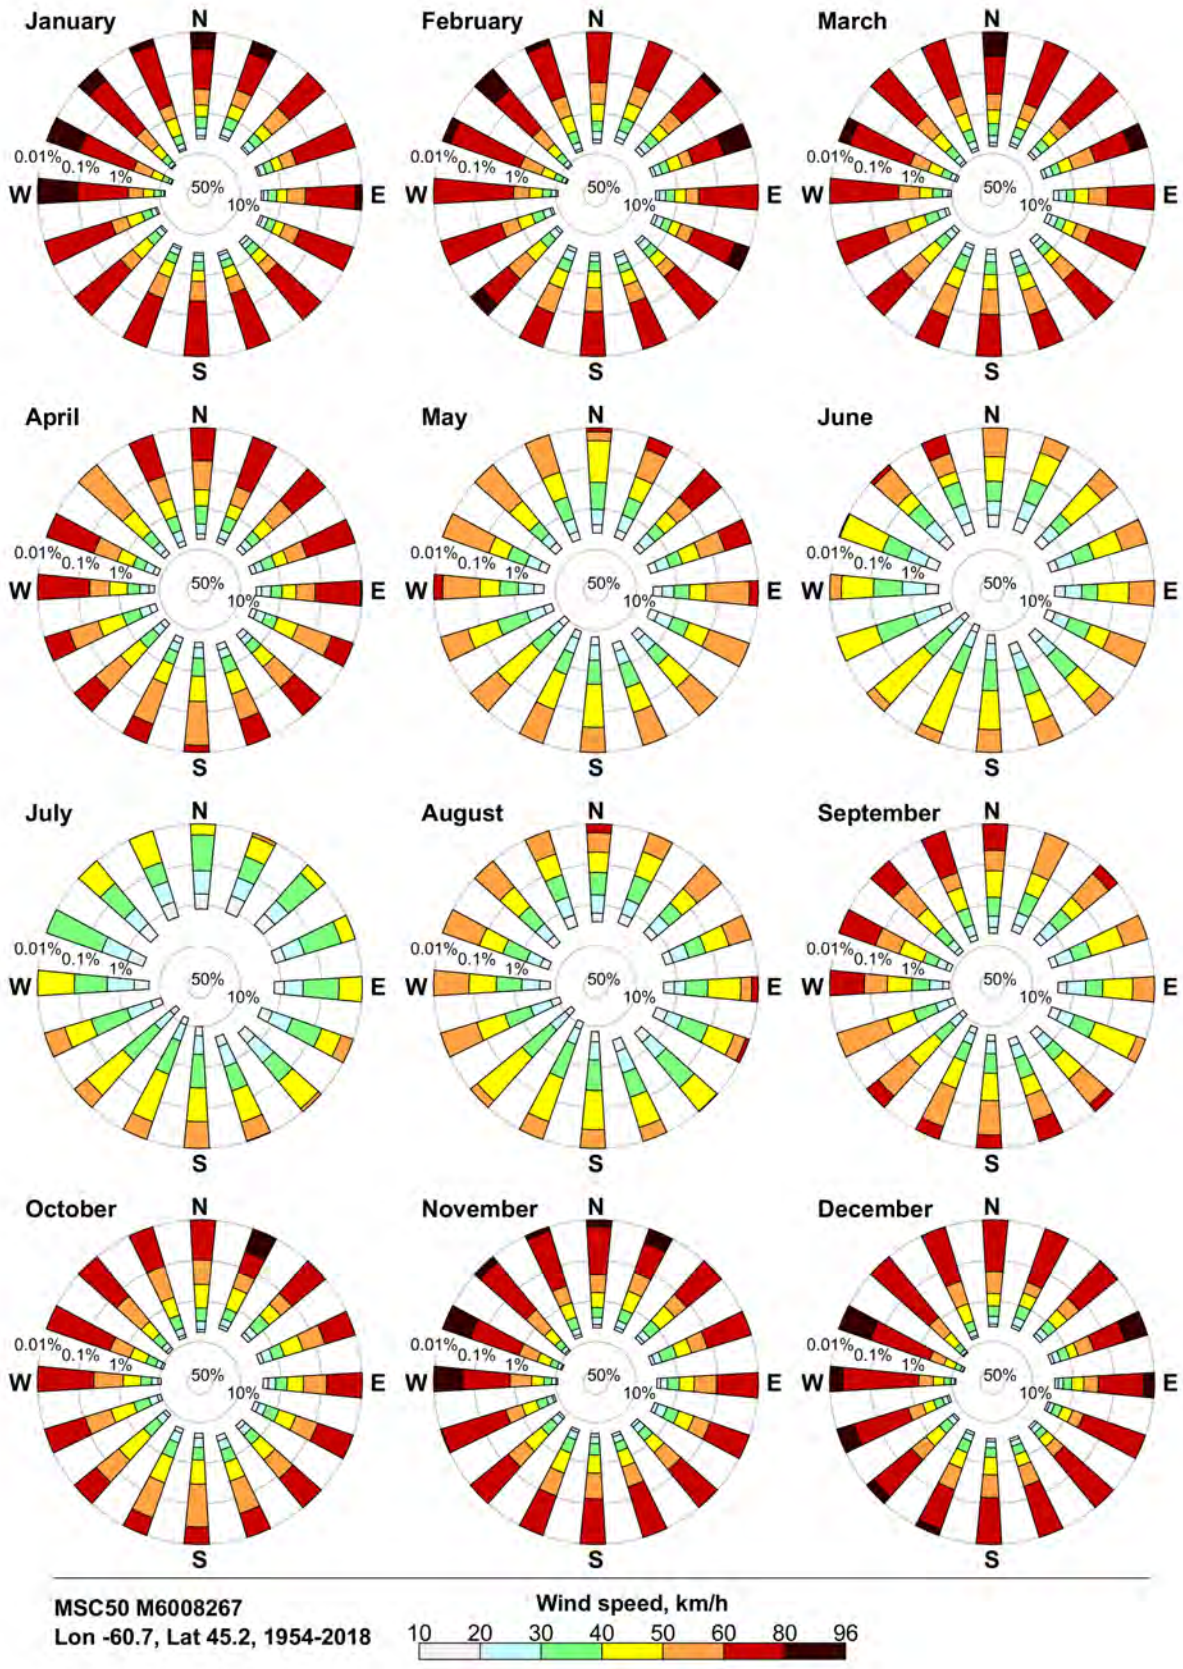 January
N
0.01%
0.1%
1%
50%
10%
W
E
S
February
N
0.01%
0.1%
1%
50%
10%
W
E
S
March
N
0.01%
0.1%
1%
50%
10%
W
E
S
April
N
0.01%
0.1%
1%
50%
10%
W
E
S
May
N
0.01%
0.1%
1%
50%
10%
W
E
S
June
N
0.01%
0.1%
1%
50%
10%
W
E
S
July
N
0.01%
0.1%
1%
50%
10%
W
E
S
August
N
0.01%
0.1%
1%
50%
10%
W
E
S
September
N
0.01%
0.1%
1%
50%
10%
W
E
S
October
N
0.01%
0.1%
1%
50%
10%
W
E
S
November
N
0.01%
0.1%
1%
50%
10%
W
E
S
December
N
0.01%
0.1%
1%
50%
10%
W
E
S
MSC50 M6008267
Lon -60.7, Lat 45.2, 1954-2018
Wind speed, km/h
10 20 30 40 50 60 80 96